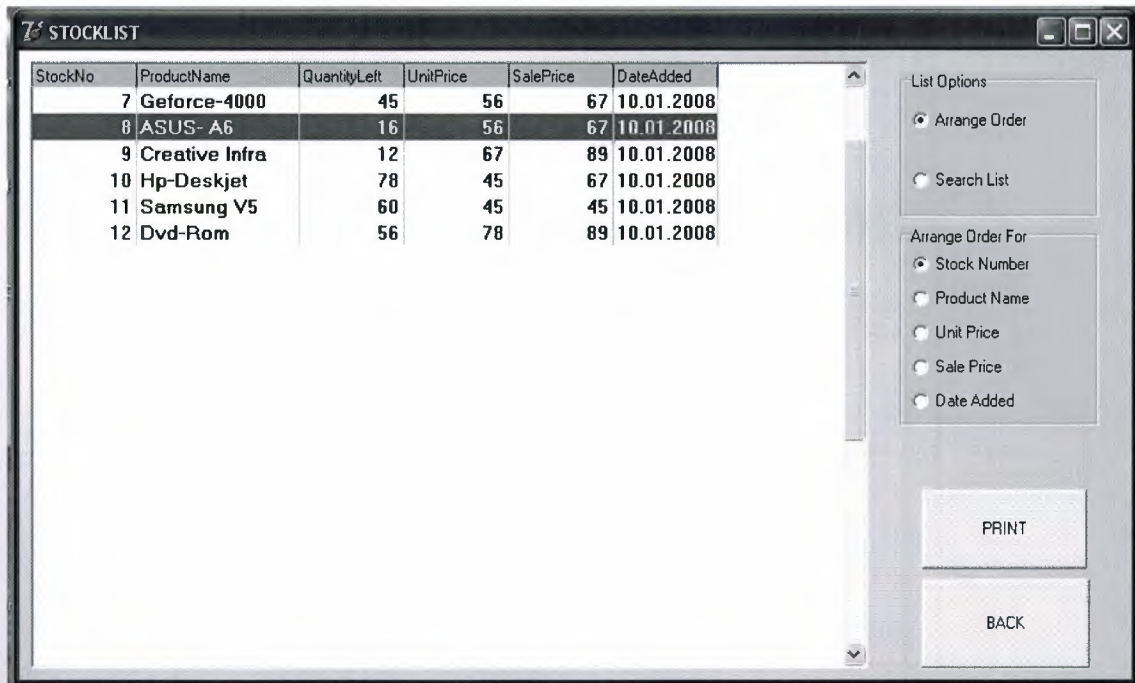 STOCKLIST
StockNo ProductName QuantityLeft UnitPrice SalePrice DateAdded
7 Geforce-4000 45 56 67 10.01.2008
8 ASUS- A6 16 56 67 10.01.2008
9 Creative Infra 12 67 89 10.01.2008
10 Hp-Deskjet 78 45 67 10.01.2008
11 Samsung V5 60 45 45 10.01.2008
12 Dvd-Rom 56 78 89 10.01.2008
List Options
Arrange Order
Search List
Arrange Order For
Stock Number
Product Name
Unit Price
Sale Price
Date Added
PRINT
BACK